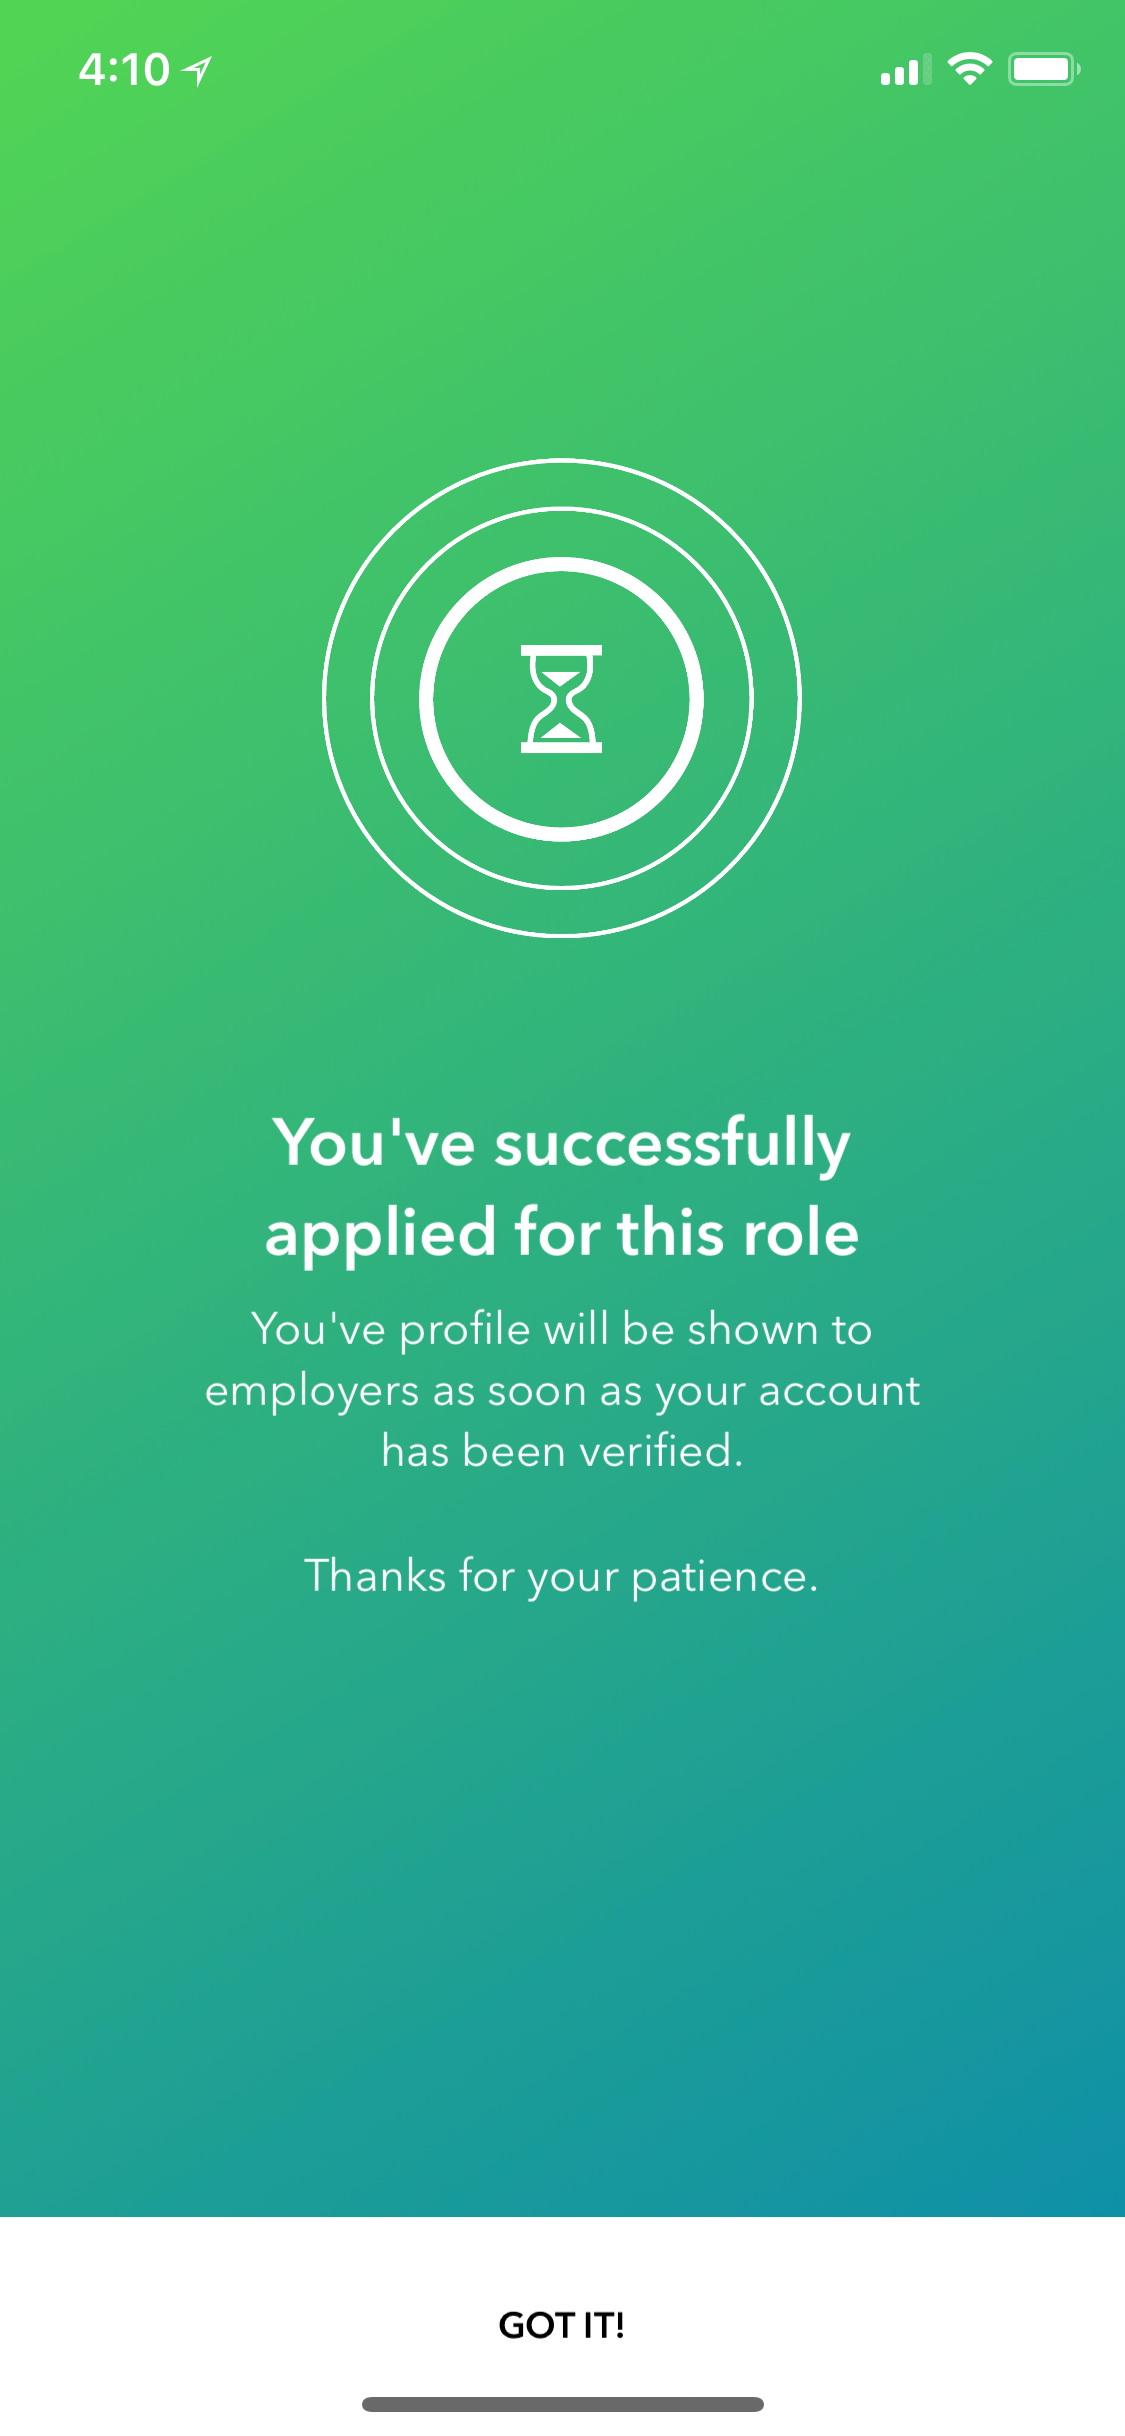 4:10
You've successfully
applied for this role
You've profile will be shown to
employers as soon as your account
has been verified.
Thanks for your patience.
GOT IT!